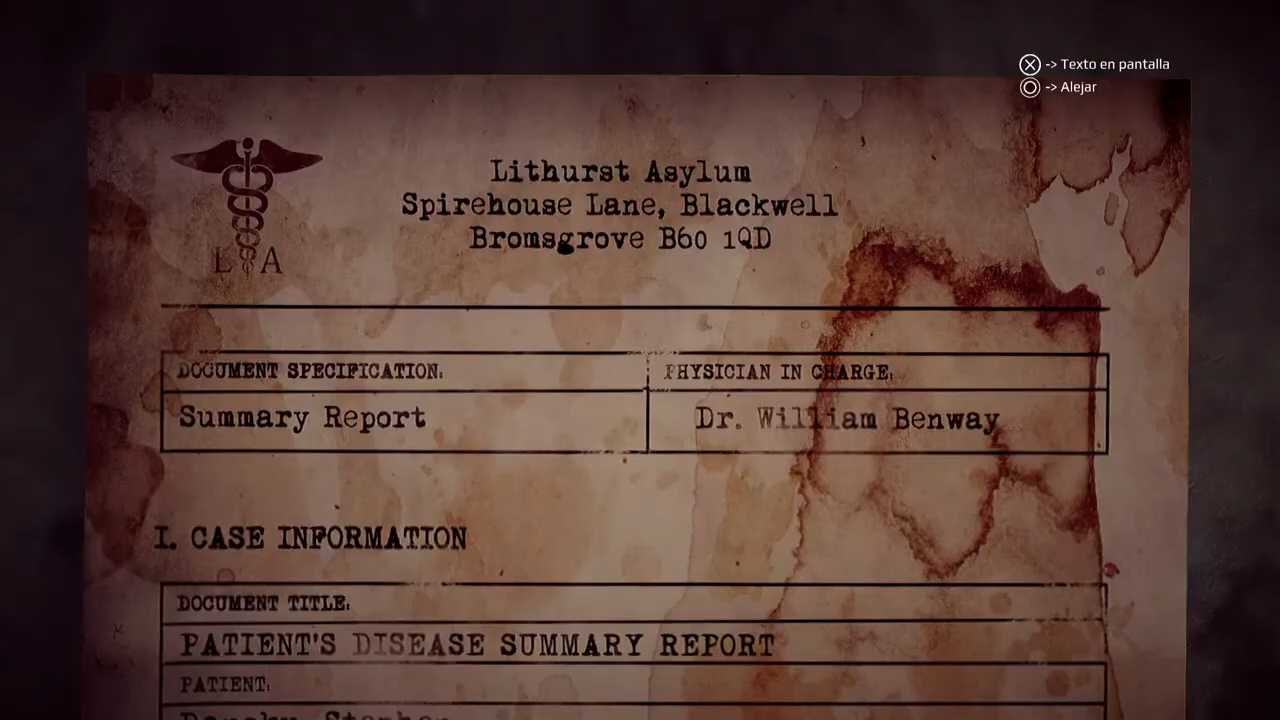 -> Texto en pantalla
-> Alejar
Lithurst Asylum
Spirehouse Lane, Blackwell
Bromsgrove B60 1QD
L A
DOCUMENT SPECIFICATION:
PHYSICIAN IN CHARGE:
Summary Report
Dr. William Benway
I. CASE INFORMATION
DOCUMENT TITLE:
PATIENT'S DISEASE SUMMARY REPORT
PATIENT: